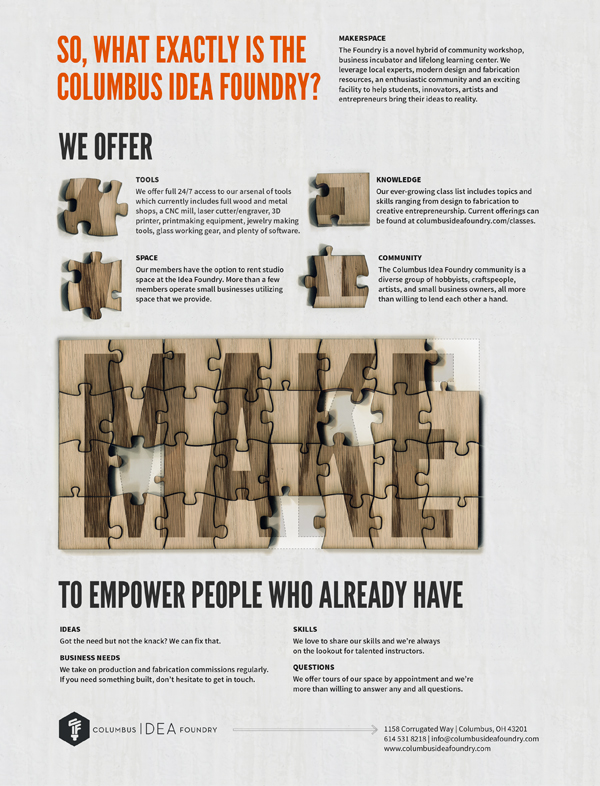 SO, WHAT EXACTLY IS THE
COLUMBUS IDEA FOUNDRY?
MAKERSPACE
The Foundry is a novel hybrid of community workshop,
business incubator and lifelong learning center. We
leverage local experts, modern design and fabrication
resources, an enthusiastic community and an exciting
facility to help students, innovators, artists and
entrepreneurs bring their ideas to reality.
WE OFFER
TOOLS
We offer full 24/7 access to our arsenal of tools
which currently includes full wood and metal
shops, a CNC mill, laser cutter/engraver, 3D
printer, printmaking equipment, jewelry making
tools, glass working gear, and plenty of software.
KNOWLEDGE
Our ever-growing class list includes topics and
skills ranging from design to fabrication to
creative entrepreneurship. Current offerings can
be found at columbusideafoundry.com/classes.
SPACE
Our members have the option to rent studio
space at the Idea Foundry. More than a few
members operate small businesses utilizing
space that we provide.
COMMUNITY
The Columbus Idea Foundry community is a
diverse group of hobbyists, craftspeople,
artists, and small business owners, all more
than willing to lend each other a hand.
MAKE
TO EMPOWER PEOPLE WHO ALREADY HAVE
IDEAS
Got the need but not the knack? We can fix that.
BUSINESS NEEDS
We take on production and fabrication commissions regularly.
If you need something built, don't hesitate to get in touch.
SKILLS
We love to share our skills and we're always
on the lookout for talented instructors.
QUESTIONS
We offer tours of our space by appointment and we're
more than willing to answer any and all questions.
COLUMBUS IDEA FOUNDRY
1158 Corrugated Way | Columbus, OH 43201
614 531 8218 | info@columbusideafoundry.com
www.columbusideafoundry.com